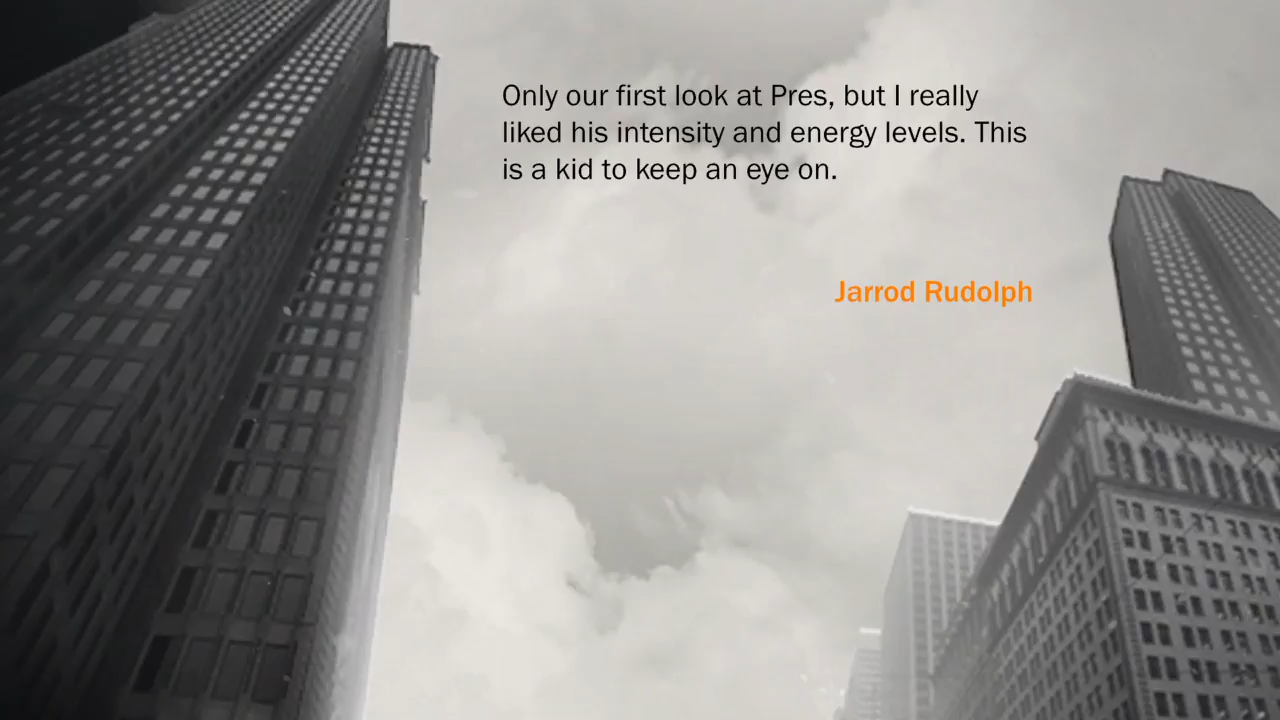 Only our first look at Pres, but I really
liked his intensity and energy levels. This
is a kid to keep an eye on.
Jarrod Rudolph